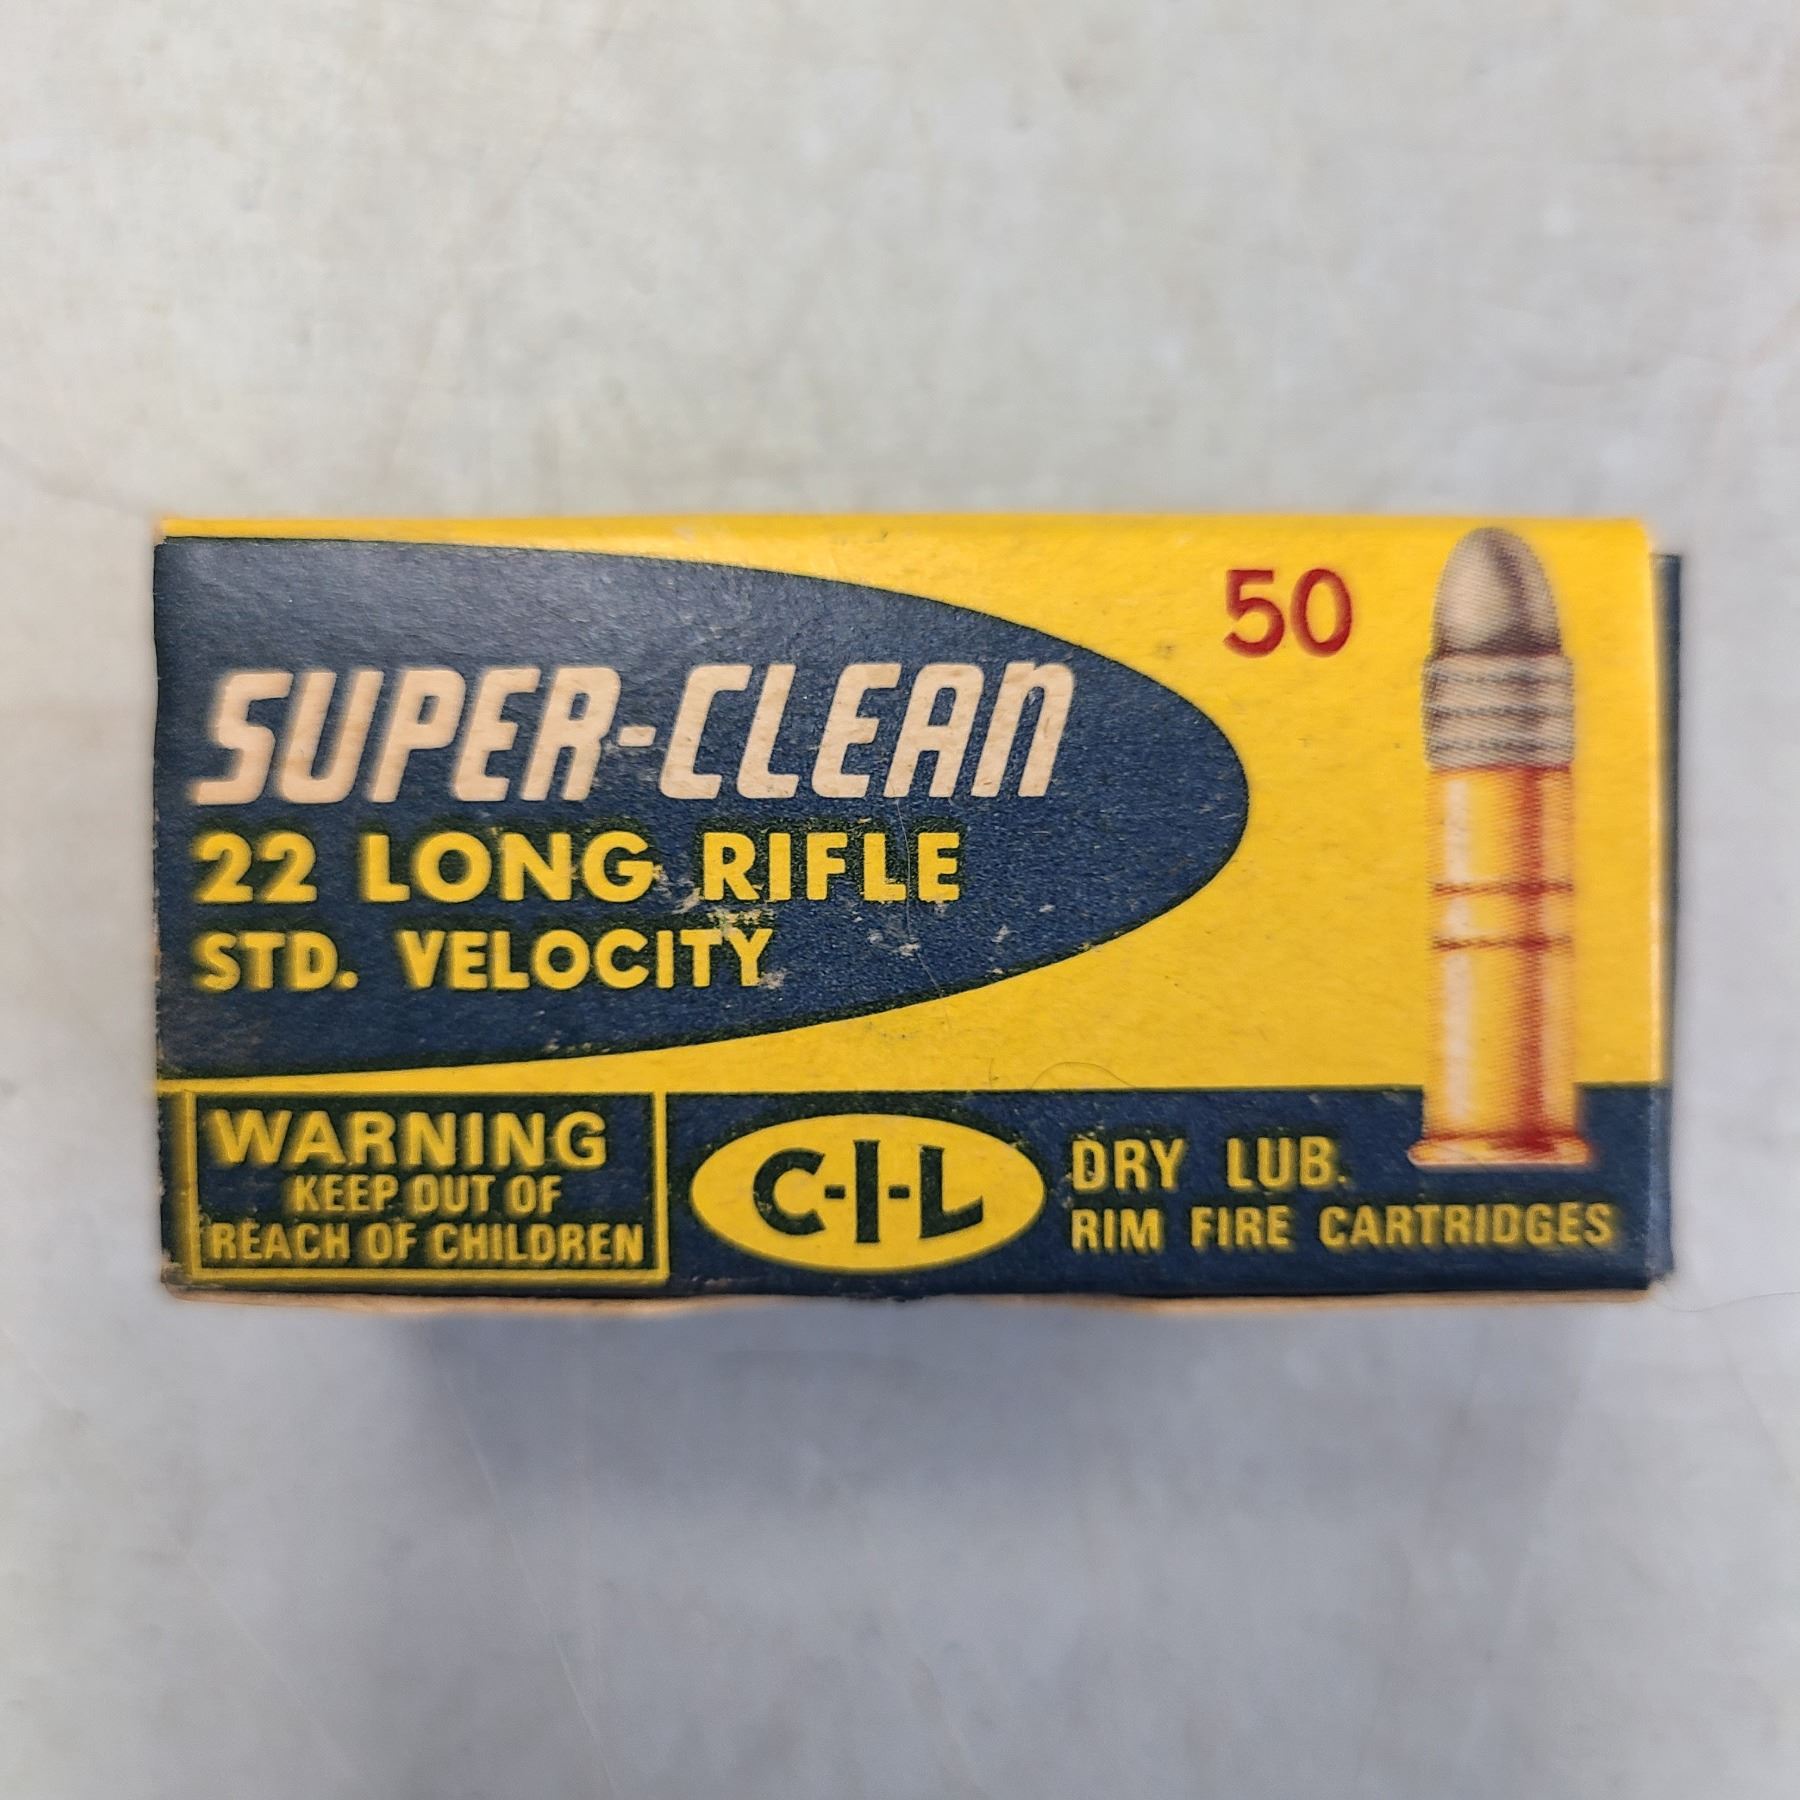 50
SUPER-CLEAN
22 LONG RIFLE
STD. VELOCITY
WARNING
KEEP OUT OF
REACH OF CHILDREN
C-I-L
DRY LUB.
RIM FIRE CARTRIDGES